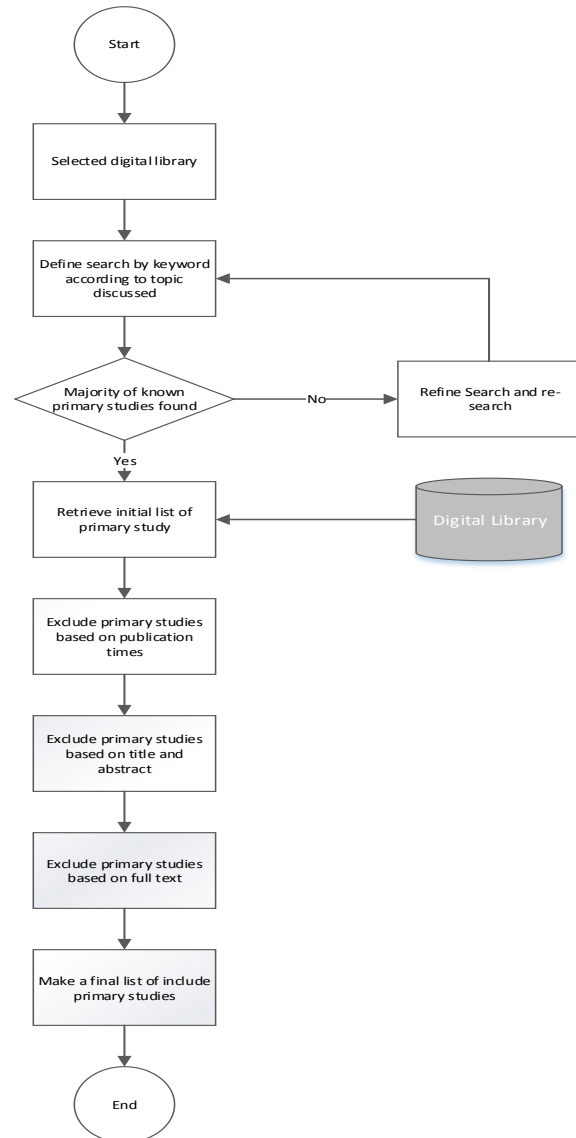 Start
Selected digital library
Define search by keyword
according to topic
discussed
Majority of known
primary studies found
No
Refine Search and re-
search
Yes
Retrieve initial list of
primary study
Digital Library
Exclude primary studies
based on publication
times
Exclude primary studies
based on title and
abstract
Exclude primary studies
based on full text
Make a final list of include
primary studies
End